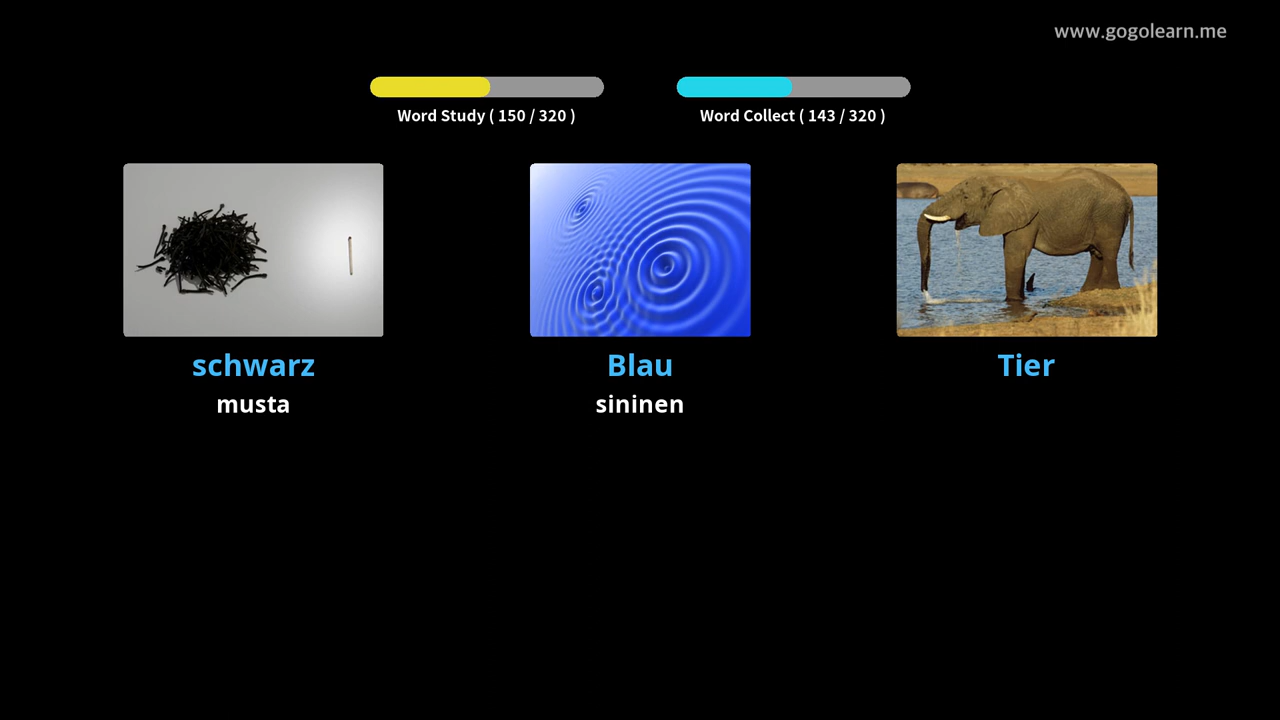 www.gogolearn.me
Word Study ( 150 / 320 )
Word Collect ( 143 / 320 )
schwarz
Blau
Tier
musta
sininen